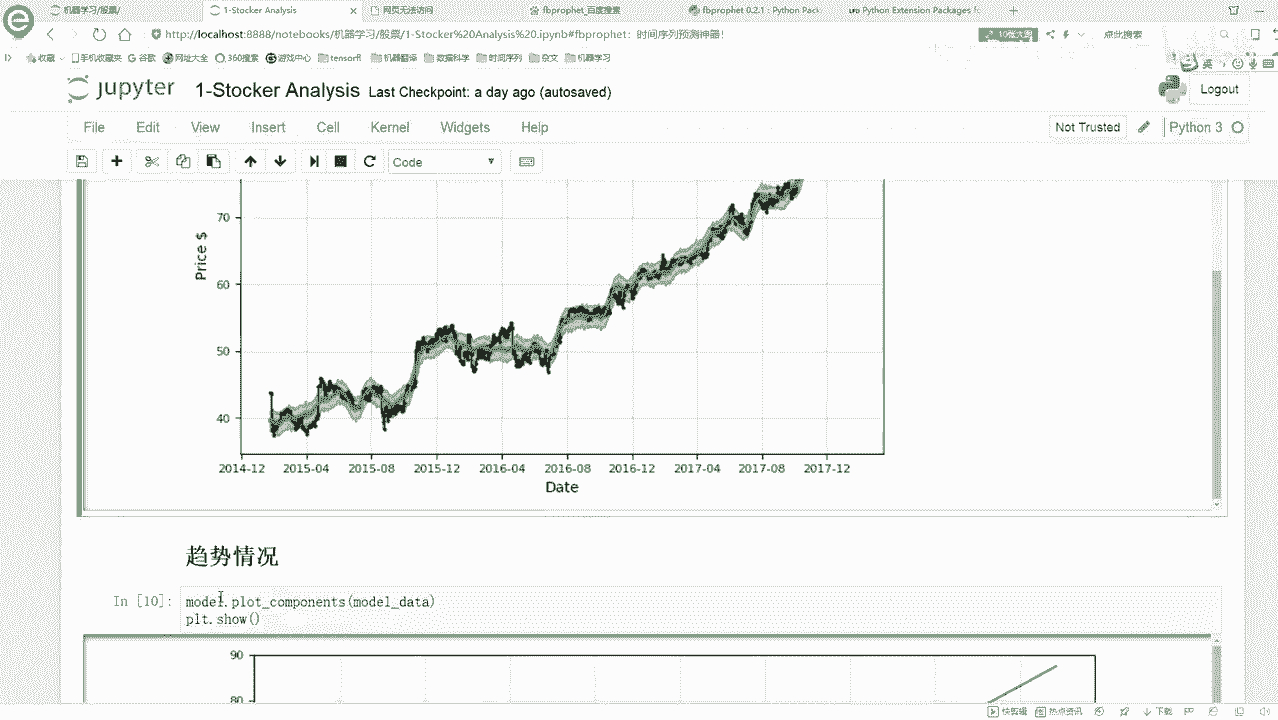 机器学习/股票/
1-Stocker Analysis
网页无法访问
fbprophet_百度搜索
fbprophet 0.2.1 : Python Pack
Python Extension Packages f
http://localhost:8888/notebooks/机器学习/股票/1-Stocker%20Analysis%20.ipynb#fbprophet：时间序列预测神器！
点此搜索
收藏
手机收藏夹
谷歌
网址大全
360搜索
游戏中心
tensorfl
机器翻译
数据科学
时间序列
杂文
机器学习
英
jupyter
1-Stocker Analysis
Last Checkpoint: a day ago (autosaved)
Logout
File
Edit
View
Insert
Cell
Kernel
Widgets
Help
Not Trusted
Python 3
Code
70
60
50
40
Price $
2014-12
2015-04
2015-08
2015-12
2016-04
2016-08
2016-12
2017-04
2017-08
2017-12
Date
趋势情况
In [10]:
model.plot_components(model_data)
plt.show()
90
80
快剪辑
热点资讯
下载